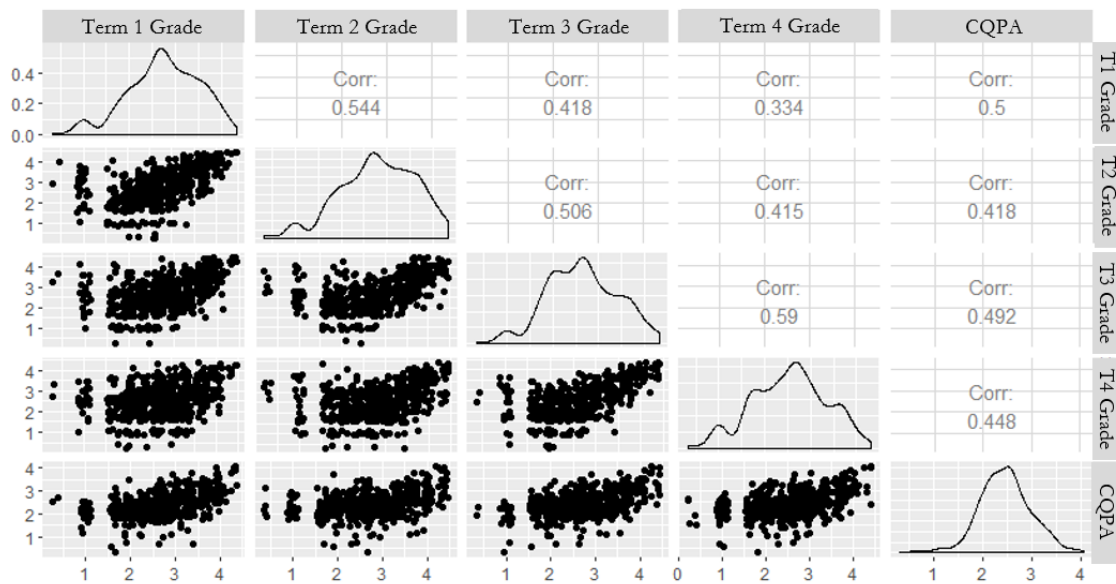 Term 1 Grade Term 2 Grade Term 3 Grade Term 4 Grade CQPA
0.4
0.2
0.0
Corr:
0.544
Corr:
0.418
Corr:
0.334
Corr:
0.5
T1 Grade
4
3
2
1
Corr:
0.506
Corr:
0.415
Corr:
0.418
T2 Grade
4
3
2
1
Corr:
0.59
Corr:
0.492
T3 Grade
4
3
2
1
Corr:
0.448
T4 Grade
4
3
2
1
CQPA
1 2 3 4 1 2 3 4 1 2 3 4 0 1 2 3 4 1 2 3 4